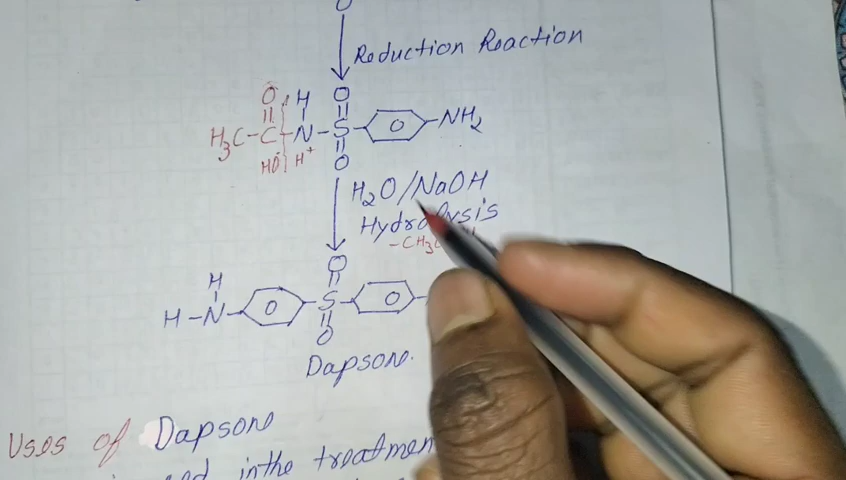 O
Reduction Reaction
O H O
H3C-C-N-S-NH2
HO H+ O
H2O/NaOH
Hydrolysis
H O
H-N-S-
O
Dapsone.
Uses of Dapsone
in the treatmen